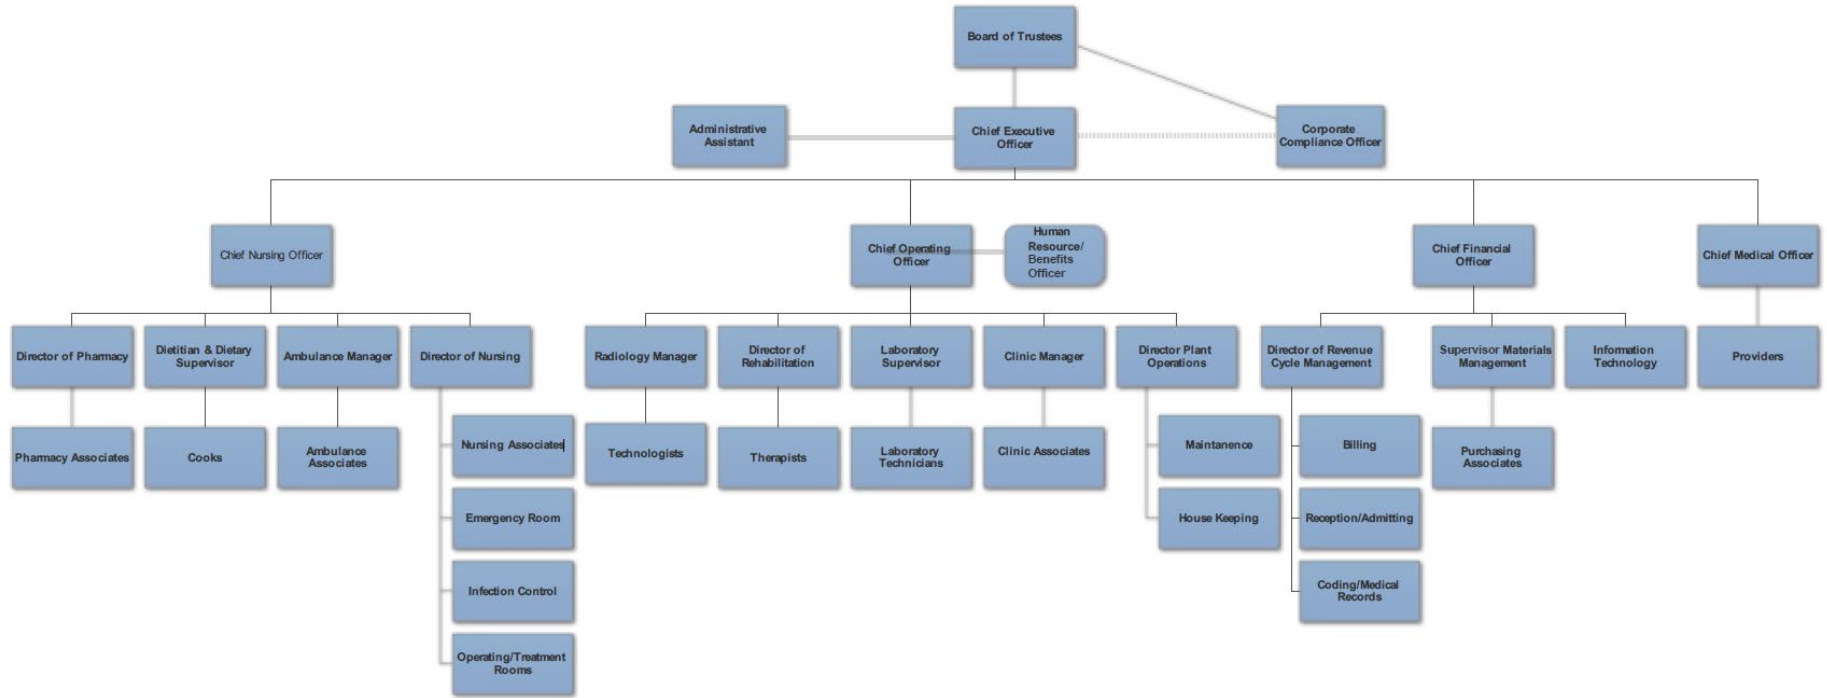 Board of Trustees
Administrative
Assistant
Chief Executive
Officer
Corporate
Compliance Officer
Chief Nursing Officer
Chief Operating
Officer
Human
Resource/
Benefits
Officer
Chief Financial
Officer
Chief Medical Officer
Director of Pharmacy
Dietitian & Dietary
Supervisor
Ambulance Manager
Director of Nursing
Radiology Manager
Director of
Rehabilitation
Laboratory
Supervisor
Clinic Manager
Director Plant
Operations
Director of Revenue
Cycle Management
Supervisor Materials
Management
Information
Technology
Providers
Pharmacy Associates
Cooks
Ambulance
Associates
Nursing Associates
Technologists
Therapists
Laboratory
Technicians
Clinic Associates
Maintanence
Billing
Purchasing
Associates
Emergency Room
House Keeping
Reception/Admitting
Infection Control
Coding/Medical
Records
Operating/Treatment
Rooms